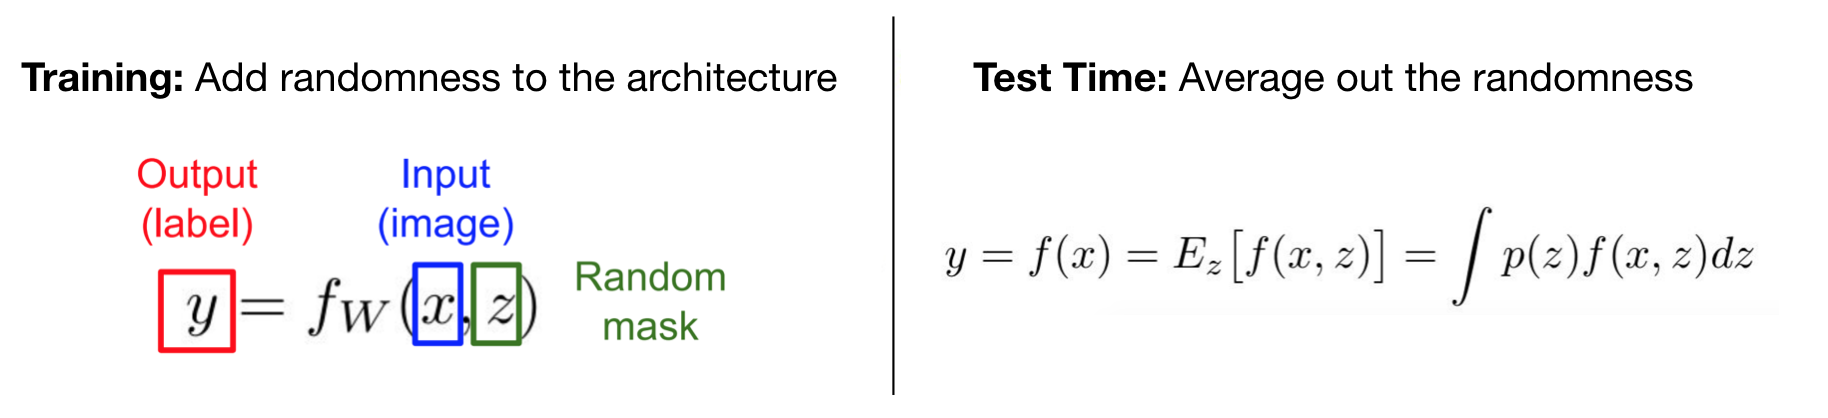 Training: Add randomness to the architecture
Output
(label)
Input
(image)
y = f_W(x, z)
Random
mask
Test Time: Average out the randomness
y = f(x) = E_z[f(x, z)] = ∫ p(z)f(x, z)dz